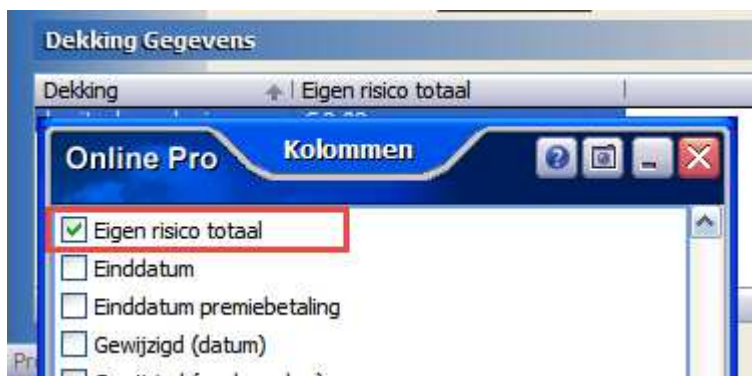 Dekking Gegevens
Dekking Eigen risico totaal
Online Pro Kolommen
Eigen risico totaal
Einddatum
Einddatum premiebetaling
Gewijzigd (datum)